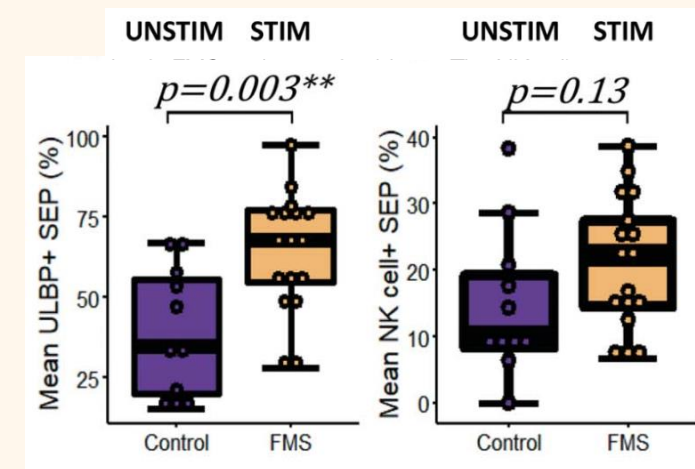 UNSTIM STIM
p=0.003**
Mean ULBP+ SEP (%)
100
75
50
25
Control FMS
UNSTIM STIM
p=0.13
Mean NK cell+ SEP (%)
40
30
20
10
0
Control FMS